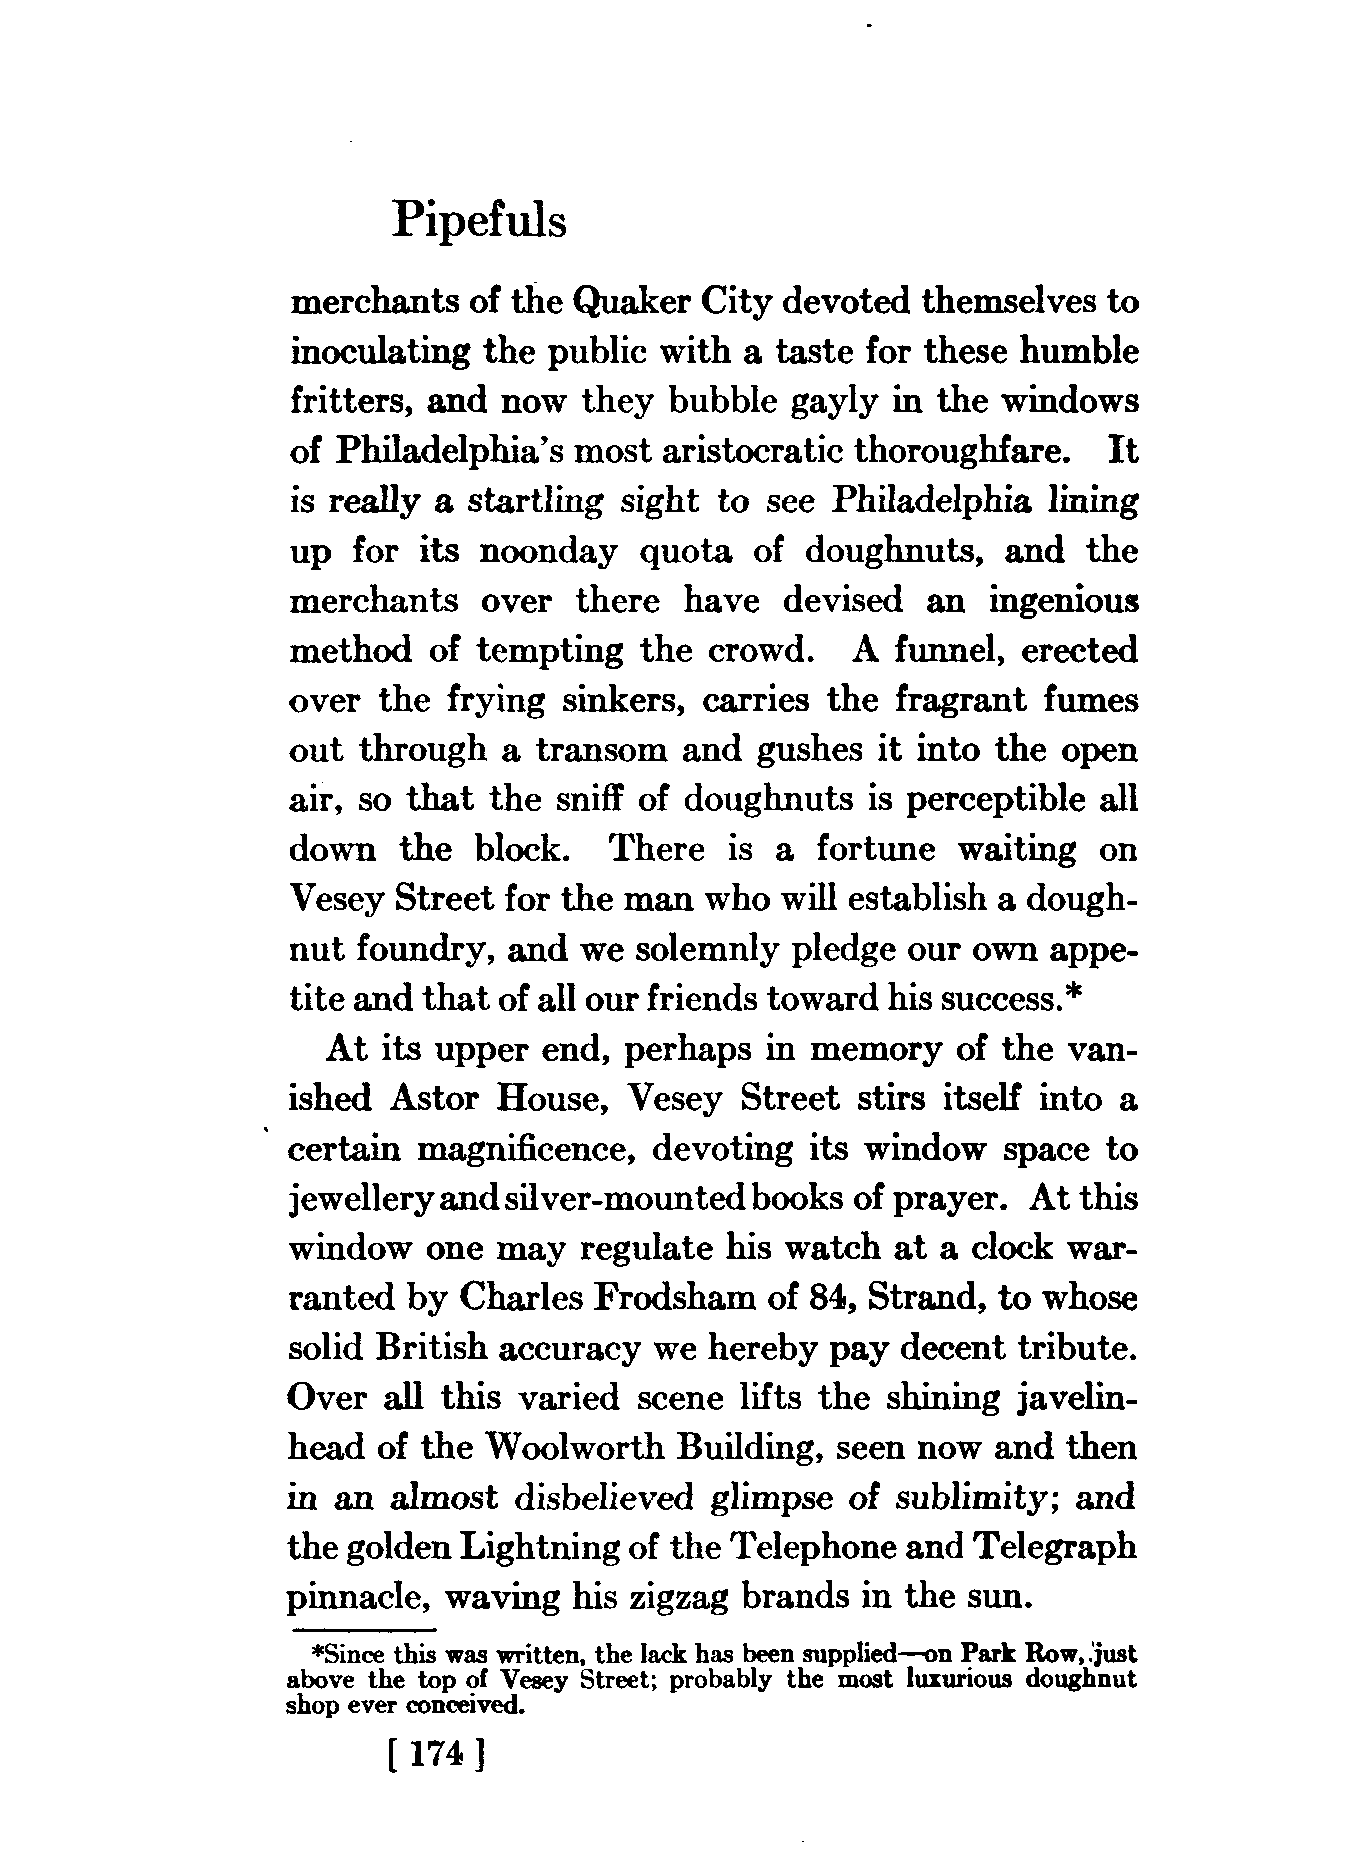 Pipefuls
merchants of the Quaker City devoted themselves to
inoculating the public with a taste for these humble
fritters, and now they bubble gayly in the windows
of Philadelphia's most aristocratic thoroughfare. It
is really a startling sight to see Philadelphia lining
up for its noonday quota of doughnuts, and the
merchants over there have devised an ingenious
method of tempting the crowd. A funnel, erected
over the frying sinkers, carries the fragrant fumes
out through a transom and gushes it into the open
air, so that the sniff of doughnuts is perceptible all
down the block. There is a fortune waiting on
Vesey Street for the man who will establish a dough-
nut foundry, and we solemnly pledge our own appe-
tite and that of all our friends toward his success.*
At its upper end, perhaps in memory of the van-
ished Astor House, Vesey Street stirs itself into a
certain magnificence, devoting its window space to
jewellery and silver-mounted books of prayer. At this
window one may regulate his watch at a clock war-
ranted by Charles Frodsham of 84, Strand, to whose
solid British accuracy we hereby pay decent tribute.
Over all this varied scene lifts the shining javelin-
head of the Woolworth Building, seen now and then
in an almost disbelieved glimpse of sublimity; and
the golden Lightning of the Telephone and Telegraph
pinnacle, waving his zigzag brands in the sun.
*Since this was written, the lack has been supplied—on Park Row, just
above the top of Vesey Street; probably the most luxurious doughnut
shop ever conceived.
[ 174 ]